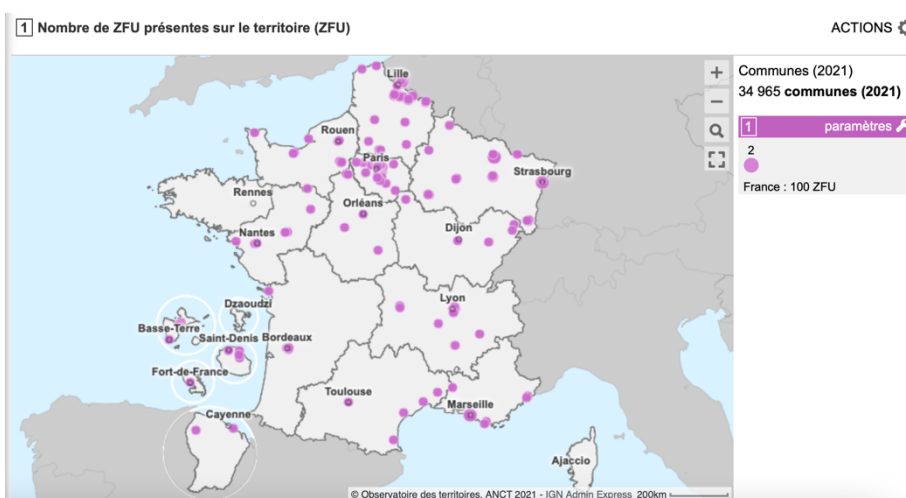 1 Nombre de ZFU présentes sur le territoire (ZFU)
ACTIONS
Communes (2021)
34 965 communes (2021)
1 paramètres
2
France : 100 ZFU
Lille
Rouen
Paris
Strasbourg
Rennes
Orléans
Nantes
Dijon
Dzaoudzi
Lyon
Basse-Terre
Saint-Denis
Bordeaux
Fort-de-France
Toulouse
Marseille
Cayenne
Ajaccio
© Observatoire des territoires, ANCT 2021 - IGN Admin Express
200km